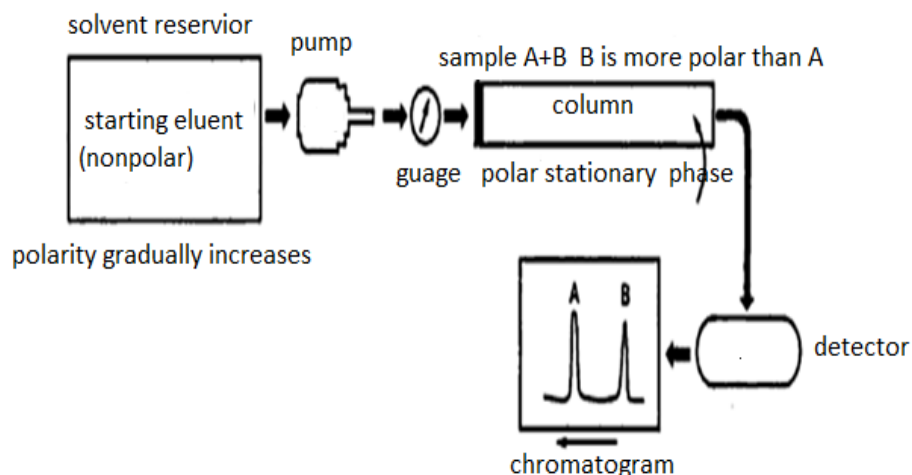 solvent reservior
pump
sample A+B B is more polar than A
starting eluent
(nonpolar)
column
guage
polar stationary phase
polarity gradually increases
A B
detector
chromatogram